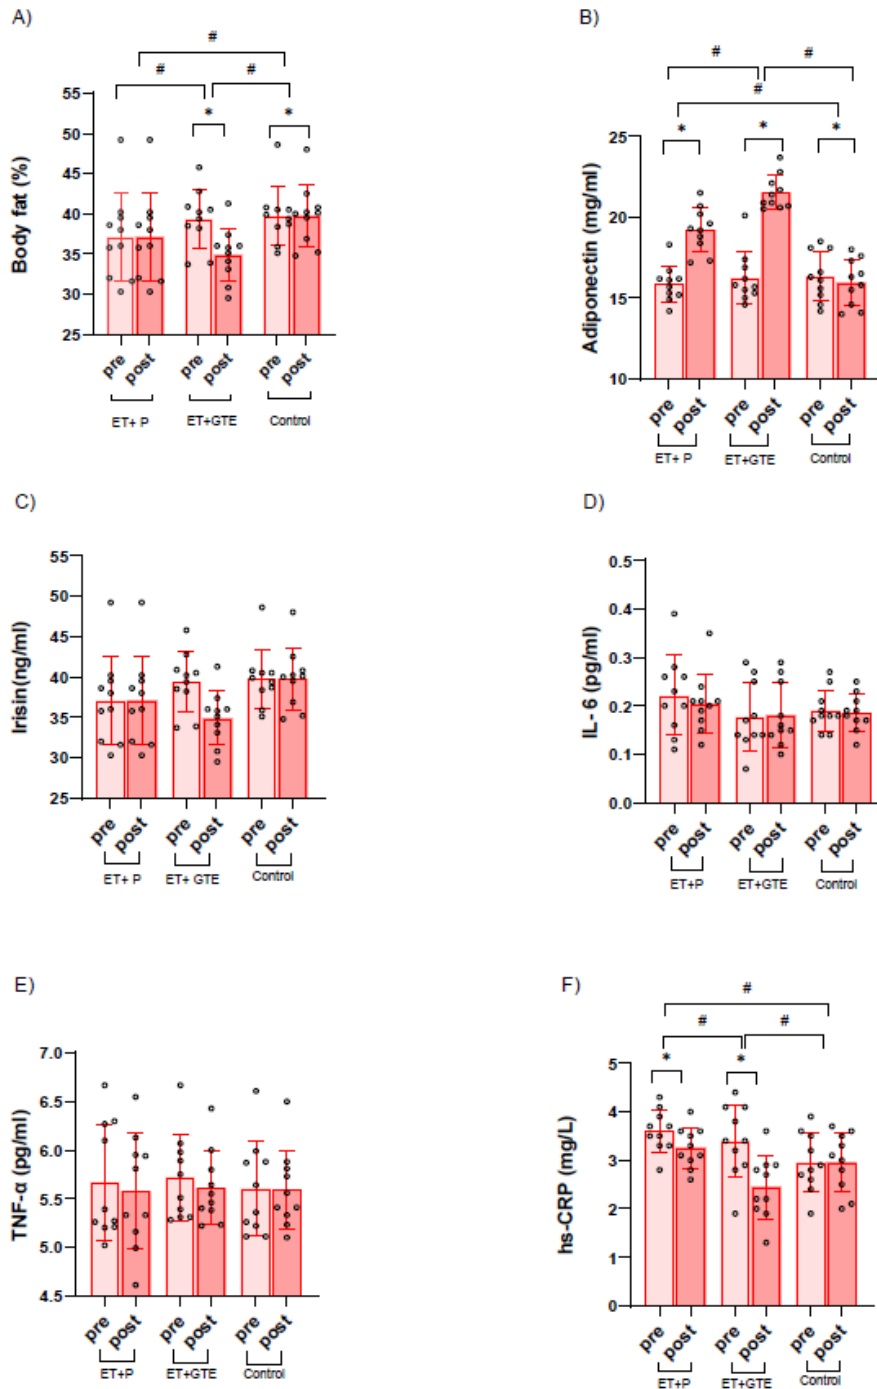 A)
#
#
#
*
*
Body fat (%)
55
50
45
40
35
30
25
pre
post
pre
post
pre
post
ET+ P
ET+GTE
Control
B)
#
#
#
*
*
*
Adiponectin (mg/ml)
25
20
15
10
pre
post
pre
post
pre
post
ET+ P
ET+GTE
Control
C)
Irisin(ng/ml)
55
50
45
40
35
30
25
pre
post
pre
post
pre
post
ET+ P
ET+ GTE
Control
D)
IL- 6 (pg/ml)
0.5
0.4
0.3
0.2
0.1
0.0
pre
post
pre
post
pre
post
ET+P
ET+GTE
Control
E)
TNF-α (pg/ml)
7.0
6.5
6.0
5.5
5.0
4.5
pre
post
pre
post
pre
post
ET+P
ET+GTE
Control
F)
#
#
#
*
*
hs-CRP (mg/L)
5
4
3
2
1
0
pre
post
pre
post
pre
post
ET+P
ET+GTE
Control